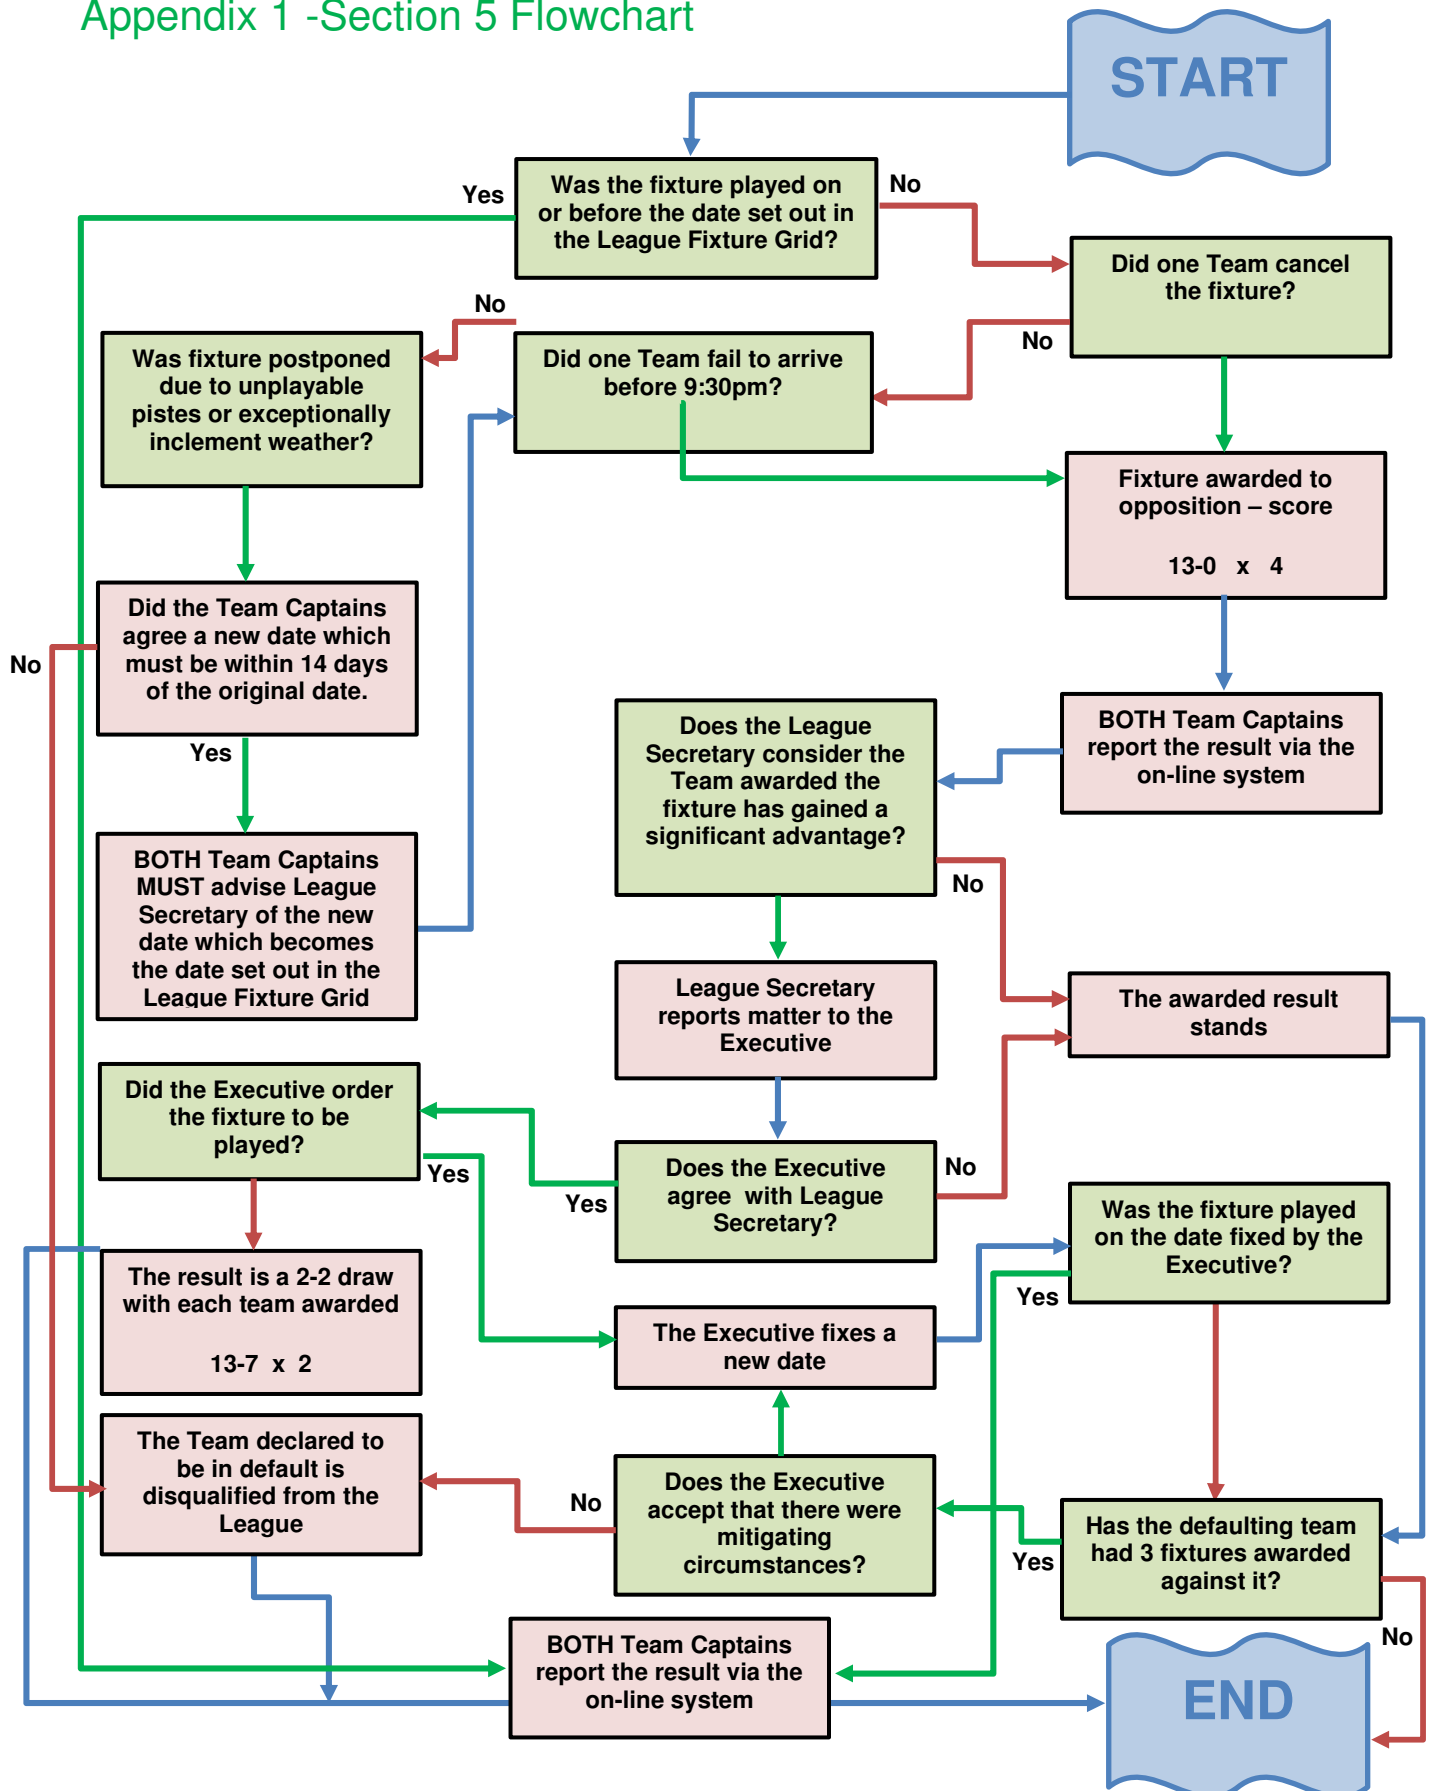 Appendix 1 -Section 5 Flowchart
START
Yes
Was the fixture played on
or before the date set out in
the League Fixture Grid?
No
Did one Team cancel
the fixture?
No
No
Was fixture postponed
due to unplayable
pistes or exceptionally
inclement weather?
Did one Team fail to arrive
before 9:30pm?
Fixture awarded to
opposition – score
13-0 x 4
Did the Team Captains
agree a new date which
must be within 14 days
of the original date.
No
Yes
Does the League
Secretary consider the
Team awarded the
fixture has gained a
significant advantage?
BOTH Team Captains
report the result via the
on-line system
No
BOTH Team Captains
MUST advise League
Secretary of the new
date which becomes
the date set out in the
League Fixture Grid
League Secretary
reports matter to the
Executive
The awarded result
stands
Did the Executive order
the fixture to be
played?
Yes
Yes
Does the Executive
agree with League
Secretary?
No
Was the fixture played
on the date fixed by the
Executive?
Yes
The result is a 2-2 draw
with each team awarded
13-7 x 2
The Executive fixes a
new date
The Team declared to
be in default is
disqualified from the
League
No
Does the Executive
accept that there were
mitigating
circumstances?
Yes
Has the defaulting team
had 3 fixtures awarded
against it?
No
BOTH Team Captains
report the result via the
on-line system
END